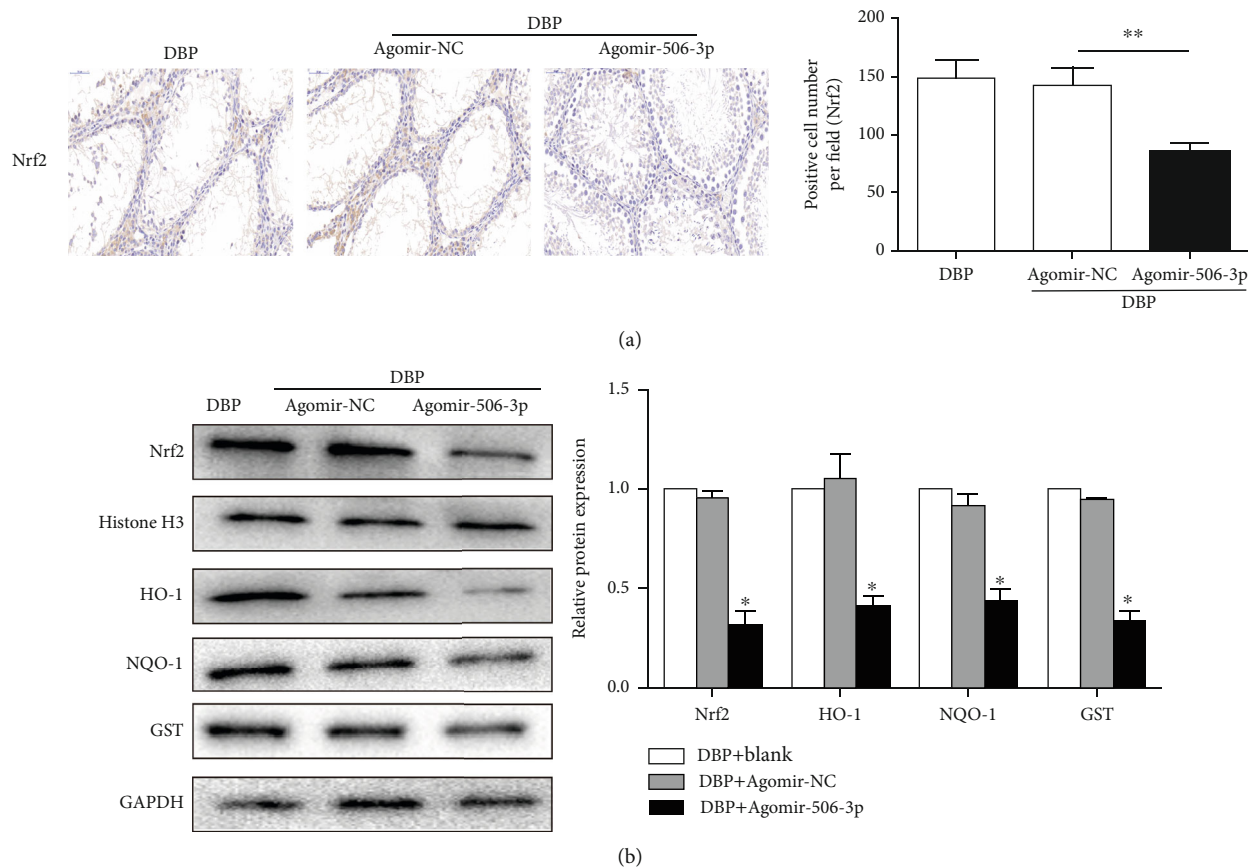 DBP
DBP
Agomir-NC
Agomir-506-3p
Nrf2
Positive cell number
per field (Nrf2)
200
150
100
50
0
**
DBP
Agomir-NC
Agomir-506-3p
DBP
(a)
DBP
DBP
Agomir-NC
Agomir-506-3p
Nrf2
Histone H3
HO-1
NQO-1
GST
GAPDH
Relative protein expression
1.5
1.0
0.5
0.0
*
*
*
*
Nrf2
HO-1
NQO-1
GST
DBP+blank
DBP+Agomir-NC
DBP+Agomir-506-3p
(b)